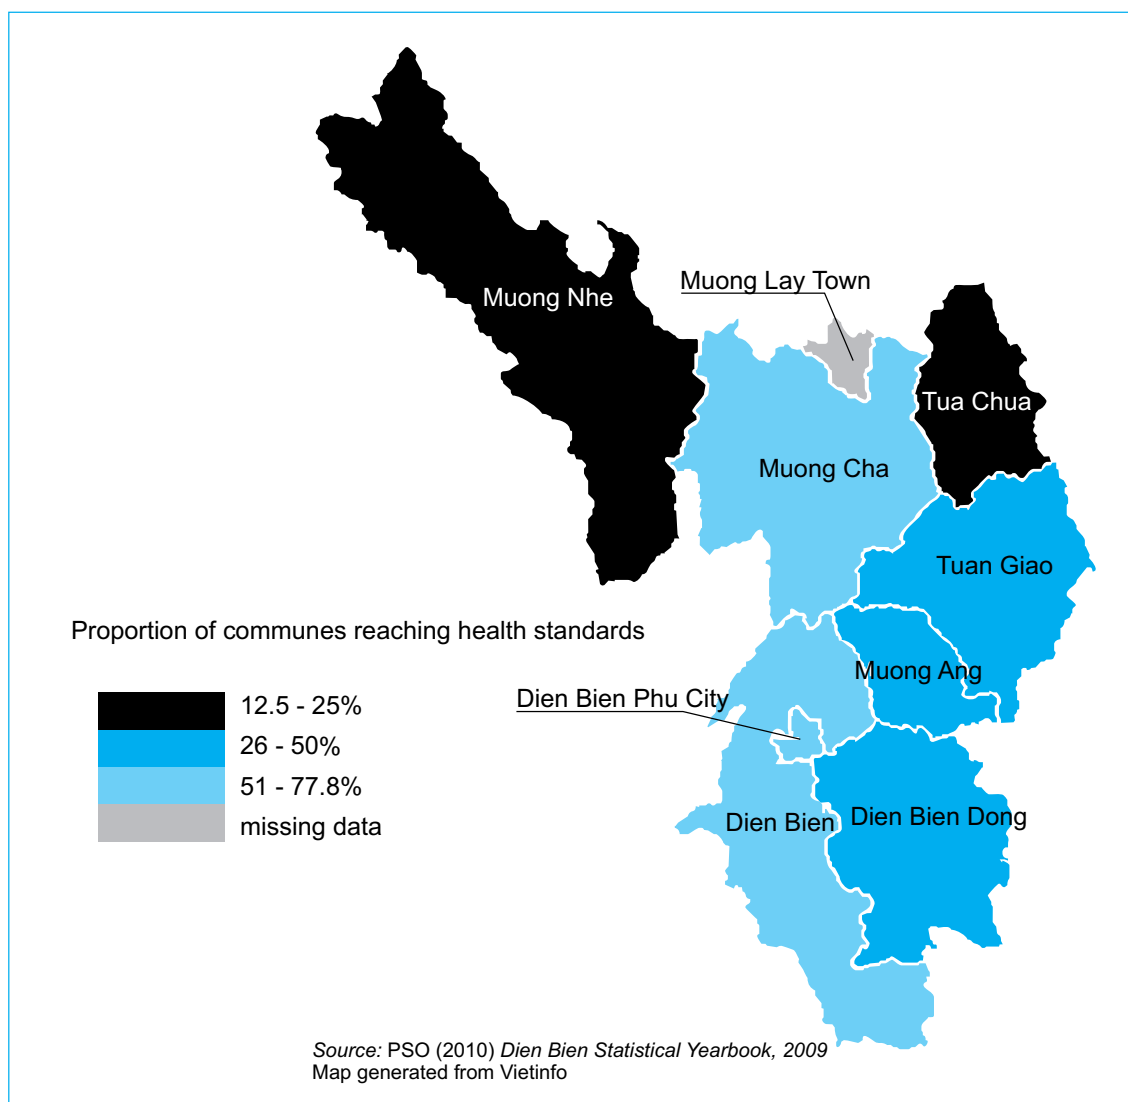 Muong Lay Town
Muong Nhe
Tua Chua
Muong Cha
Tuan Giao
Proportion of communes reaching health standards
Muong Ang
Dien Bien Phu City
12.5 - 25%
26 - 50%
51 - 77.8%
missing data
Dien Bien
Dien Bien Dong
Source: PSO (2010) Dien Bien Statistical Yearbook, 2009
Map generated from Vietinfo